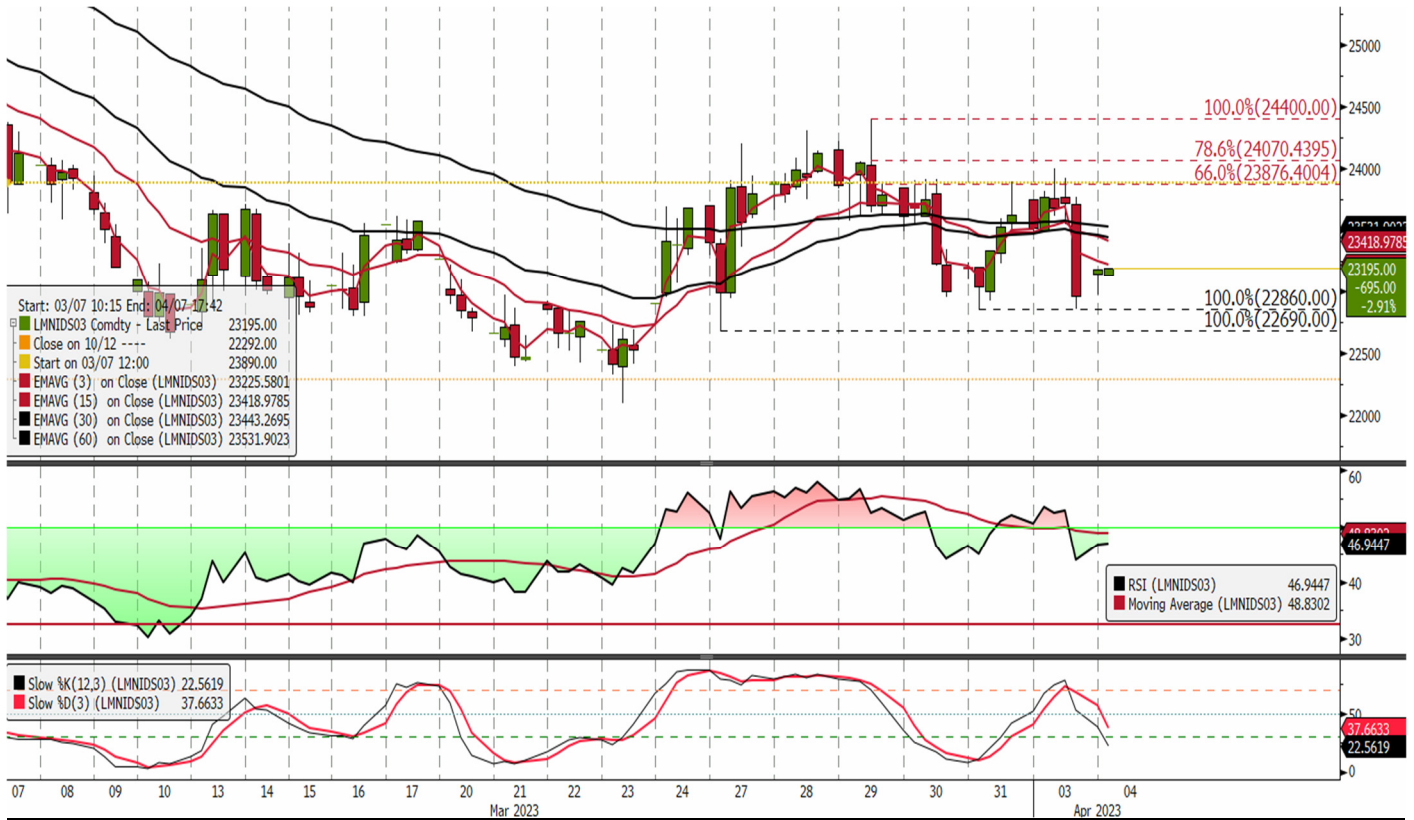 25000
24500
24000
22500
22000
100.0%(24400.00)
78.6%(24070.4395)
66.0%(23876.4004)
100.0%(22860.00)
100.0%(22690.00)
23418.9785
23195.00
-695.00
-2.91%
Start: 03/07 10:15 End: 04/07 17:42
LMNIDS03 Comdty - Last Price 23195.00
Close on 10/12 ---- 22292.00
Start on 03/07 12:00 23890.00
EMAVG (3) on Close (LMNIDS03) 23225.5801
EMAVG (15) on Close (LMNIDS03) 23418.9785
EMAVG (30) on Close (LMNIDS03) 23443.2695
EMAVG (60) on Close (LMNIDS03) 23531.9023
60
48.8302
46.9447
40
30
RSI (LMNIDS03) 46.9447
Moving Average (LMNIDS03) 48.8302
Slow %K(12,3) (LMNIDS03) 22.5619
Slow %D(3) (LMNIDS03) 37.6633
50
37.6633
22.5619
0
07 08 09 10 13 14 15 16 17 20 21 22 23 24 27 28 29 30 31 03 04
Mar 2023 Apr 2023